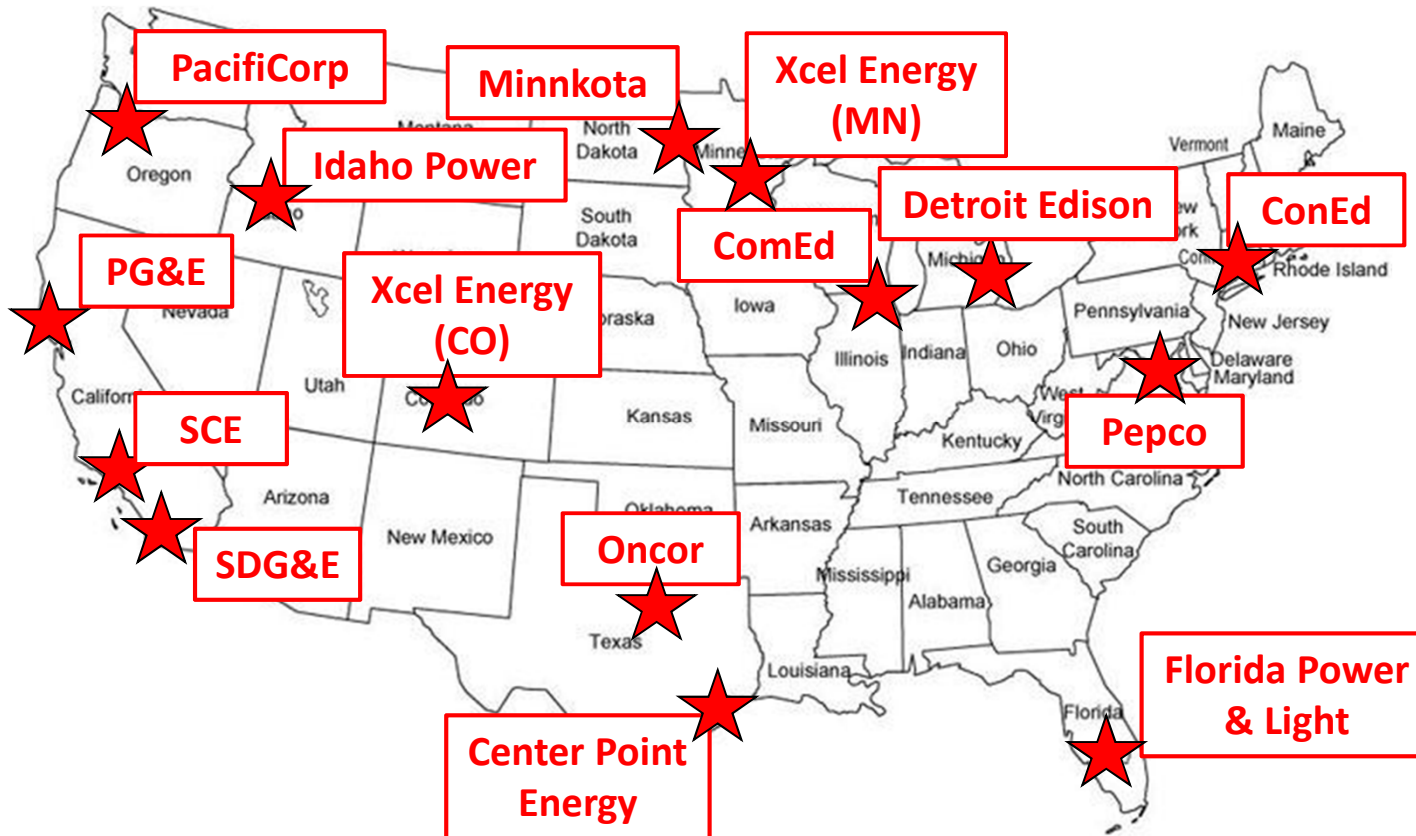 PacifiCorp
Minnkota
Xcel Energy
(MN)
Maine
Vermont
North
Dakota
Idaho Power
Oregon
Detroit Edison
ConEd
South
Dakota
ComEd
Michigan
Rhode Island
PG&E
Xcel Energy
(CO)
Nevada
Iowa
Pennsylvania
New Jersey
Illinois
Indiana
Ohio
Delaware
Maryland
Utah
West
Kansas
Missouri
SCE
Kentucky
Pepco
North Carolina
Arizona
Tennessee
Oklahoma
Arkansas
New Mexico
South
Carolina
SDG&E
Oncor
Georgia
Mississippi
Alabama
Texas
Louisiana
Florida Power
& Light
Florida
Center Point
Energy